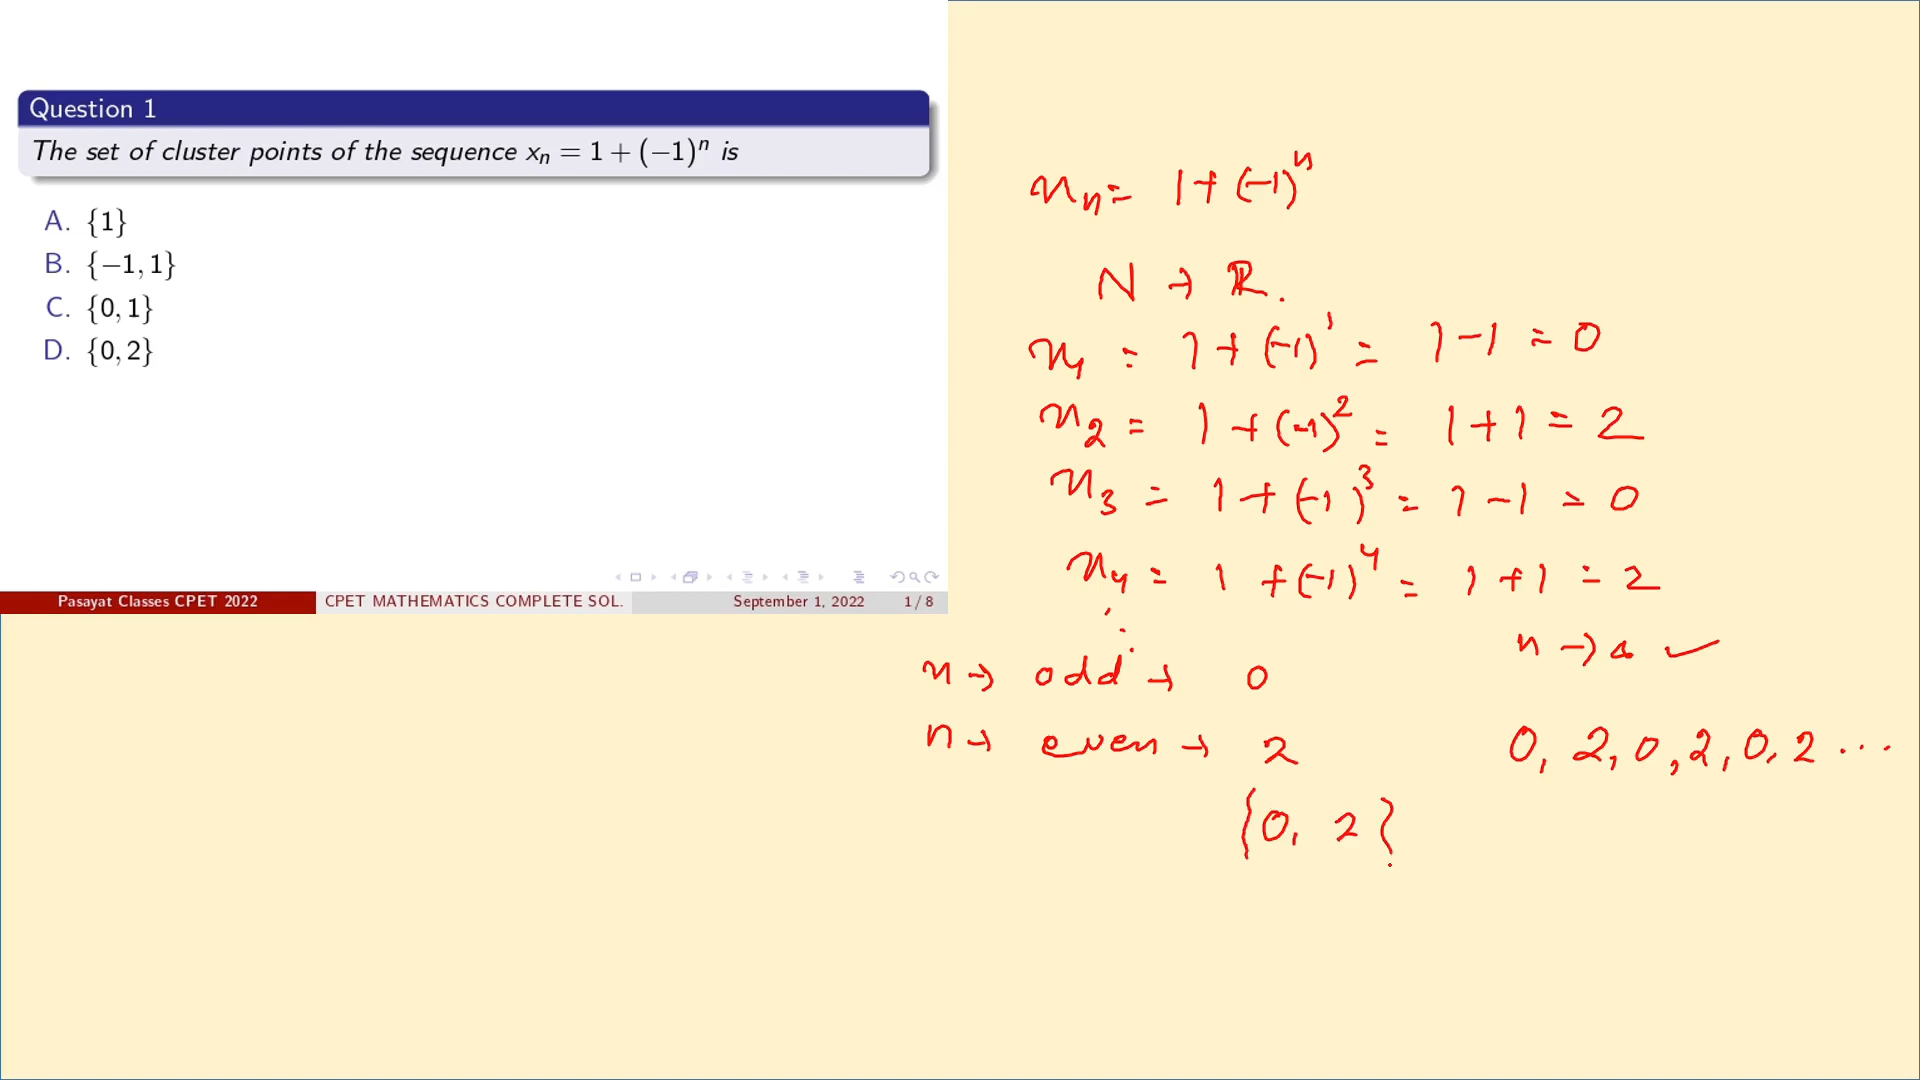 Question 1
The set of cluster points of the sequence xₙ = 1 + (−1)ⁿ is
A. {1}
B. {−1, 1}
C. {0, 1}
D. {0, 2}
Pasayat Classes CPET 2022 CPET MATHEMATICS COMPLETE SOL. September 1, 2022 1 / 8
xₙ = 1 + (-1)ⁿ
N → ℝ.
x₁ = 1 + (-1)¹ = 1 - 1 = 0
x₂ = 1 + (-1)² = 1 + 1 = 2
x₃ = 1 + (-1)³ = 1 - 1 = 0
x₄ = 1 + (-1)⁴ = 1 + 1 = 2
n →
n → odd → 0
n → even → 2
0, 2, 0, 2, 0, 2 ...
{0, 2}